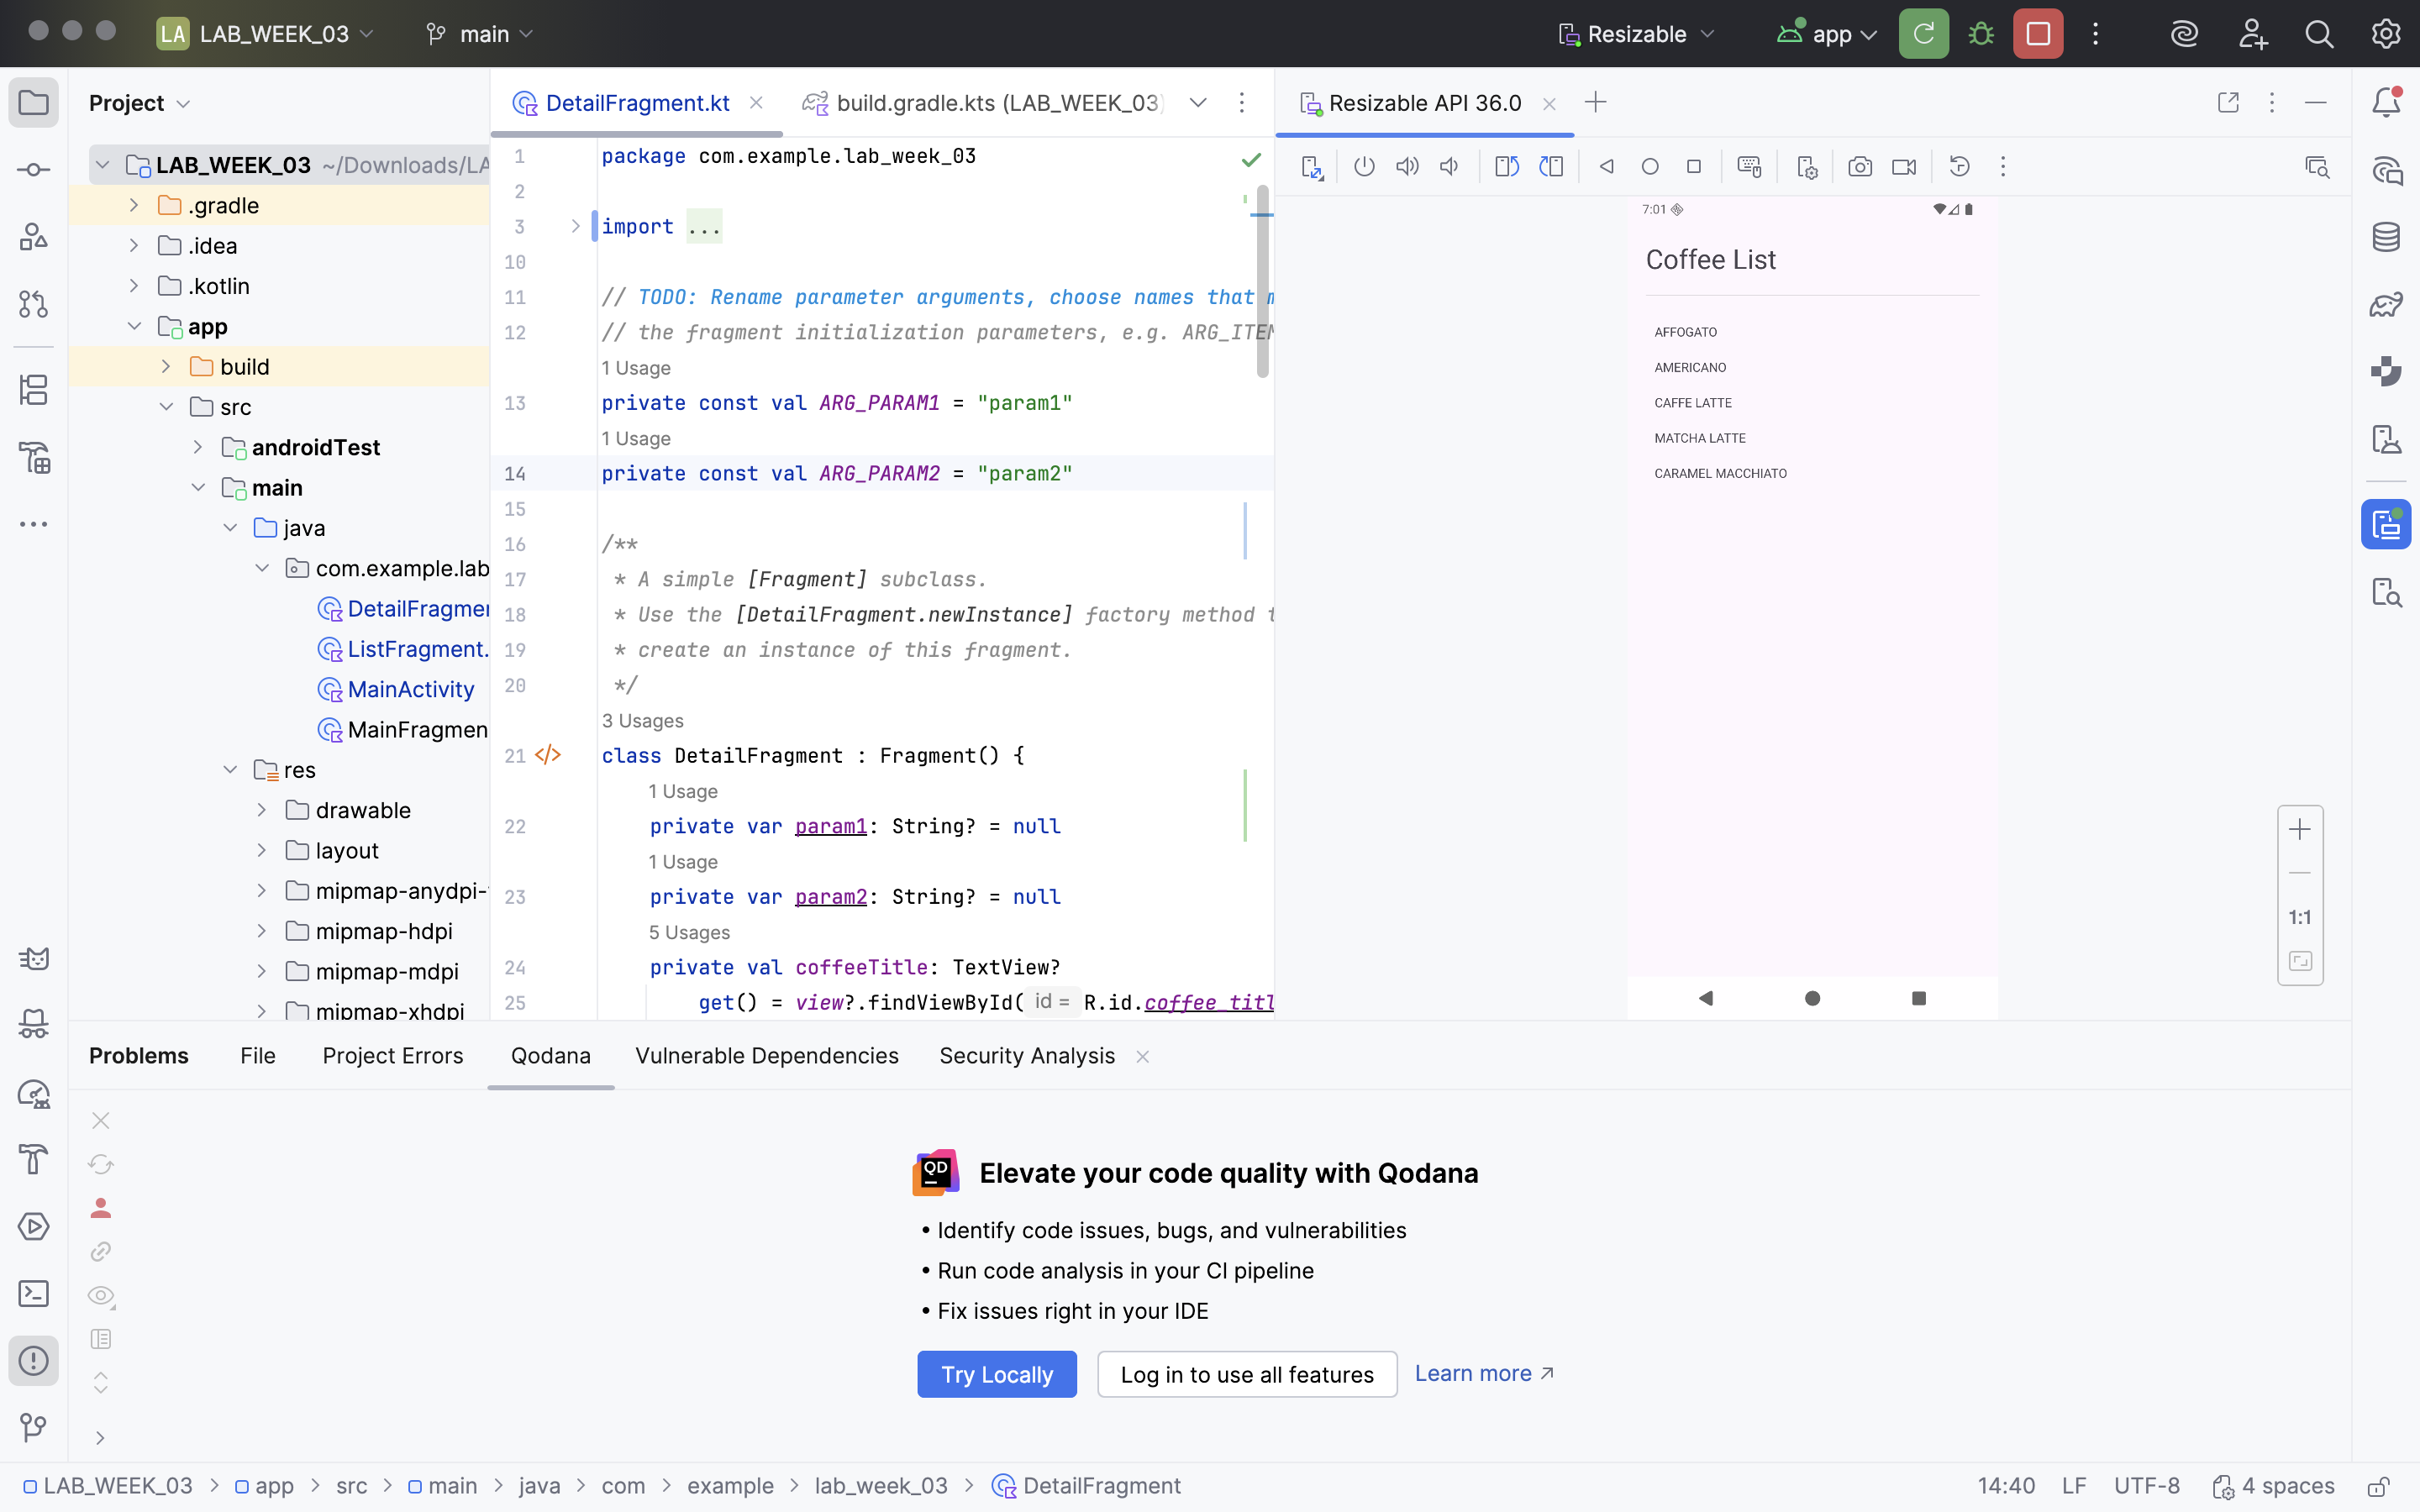 LA LAB_WEEK_03 main Resizable app
Project
LAB_WEEK_03 ~/Downloads/LA
.gradle
.idea
.kotlin
app
build
src
androidTest
main
java
com.example.lab
DetailFragmen
ListFragment.
MainActivity
MainFragmen
res
drawable
layout
mipmap-anydpi-
mipmap-hdpi
mipmap-mdpi
mipmap-xhdpi
DetailFragment.kt build.gradle.kts (LAB_WEEK_03)
1 package com.example.lab_week_03
2
3 import ...
10
11 // TODO: Rename parameter arguments, choose names that m
12 // the fragment initialization parameters, e.g. ARG_ITEM
1 Usage
13 private const val ARG_PARAM1 = "param1"
1 Usage
14 private const val ARG_PARAM2 = "param2"
15
16 /**
17 * A simple [Fragment] subclass.
18 * Use the [DetailFragment.newInstance] factory method t
19 * create an instance of this fragment.
20 */
3 Usages
21 </> class DetailFragment : Fragment() {
1 Usage
22 private var param1: String? = null
1 Usage
23 private var param2: String? = null
5 Usages
24 private val coffeeTitle: TextView?
25 get() = view?.findViewById( id = R.id.coffee_titl
Resizable API 36.0
7:01
Coffee List
AFFOGATO
AMERICANO
CAFFE LATTE
MATCHA LATTE
CARAMEL MACCHIATO
1:1
Problems File Project Errors Qodana Vulnerable Dependencies Security Analysis
QD Elevate your code quality with Qodana
• Identify code issues, bugs, and vulnerabilities
• Run code analysis in your CI pipeline
• Fix issues right in your IDE
Try Locally Log in to use all features Learn more ↗
LAB_WEEK_03 > app > src > main > java > com > example > lab_week_03 > DetailFragment 14:40 LF UTF-8 4 spaces